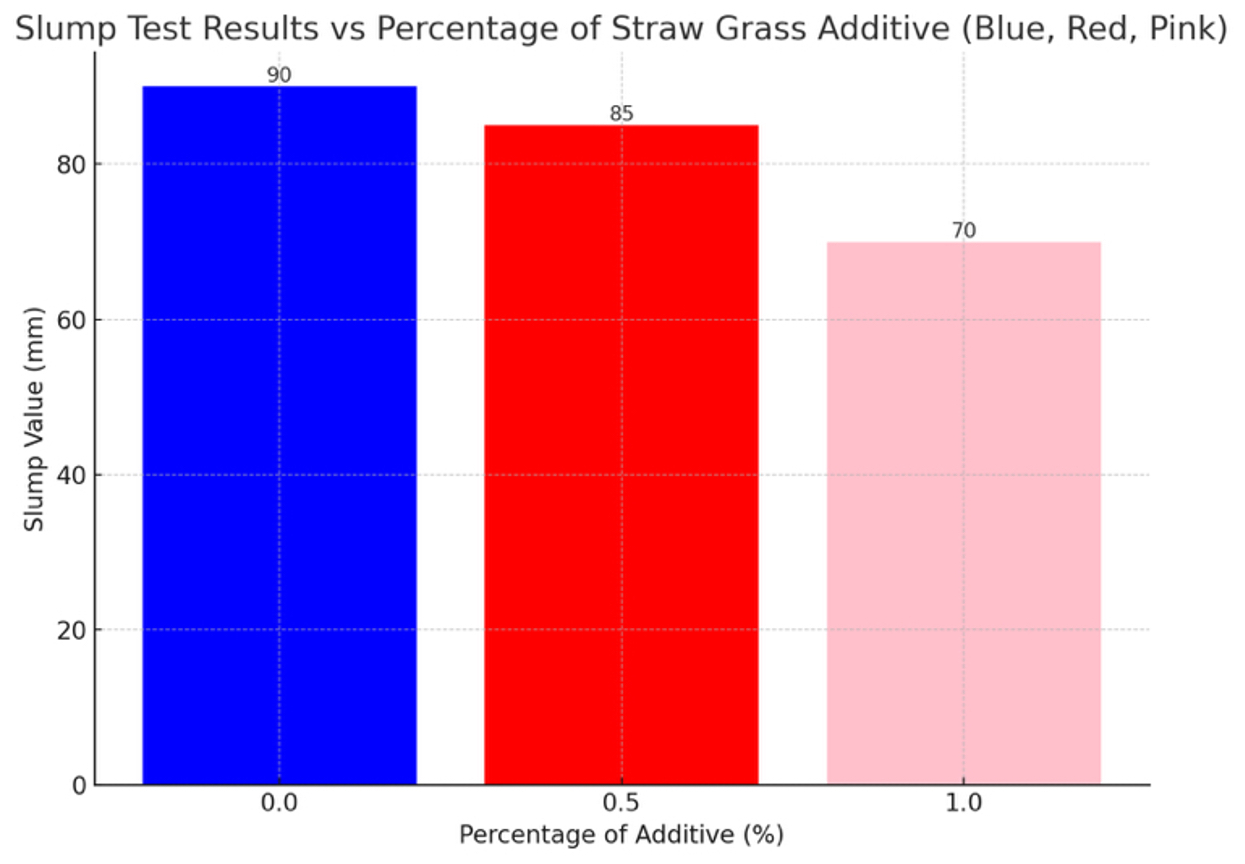 Slump Test Results vs Percentage of Straw Grass Additive (Blue, Red, Pink)
90
85
70
80
60
40
20
0
Slump Value (mm)
0.0 0.5 1.0
Percentage of Additive (%)